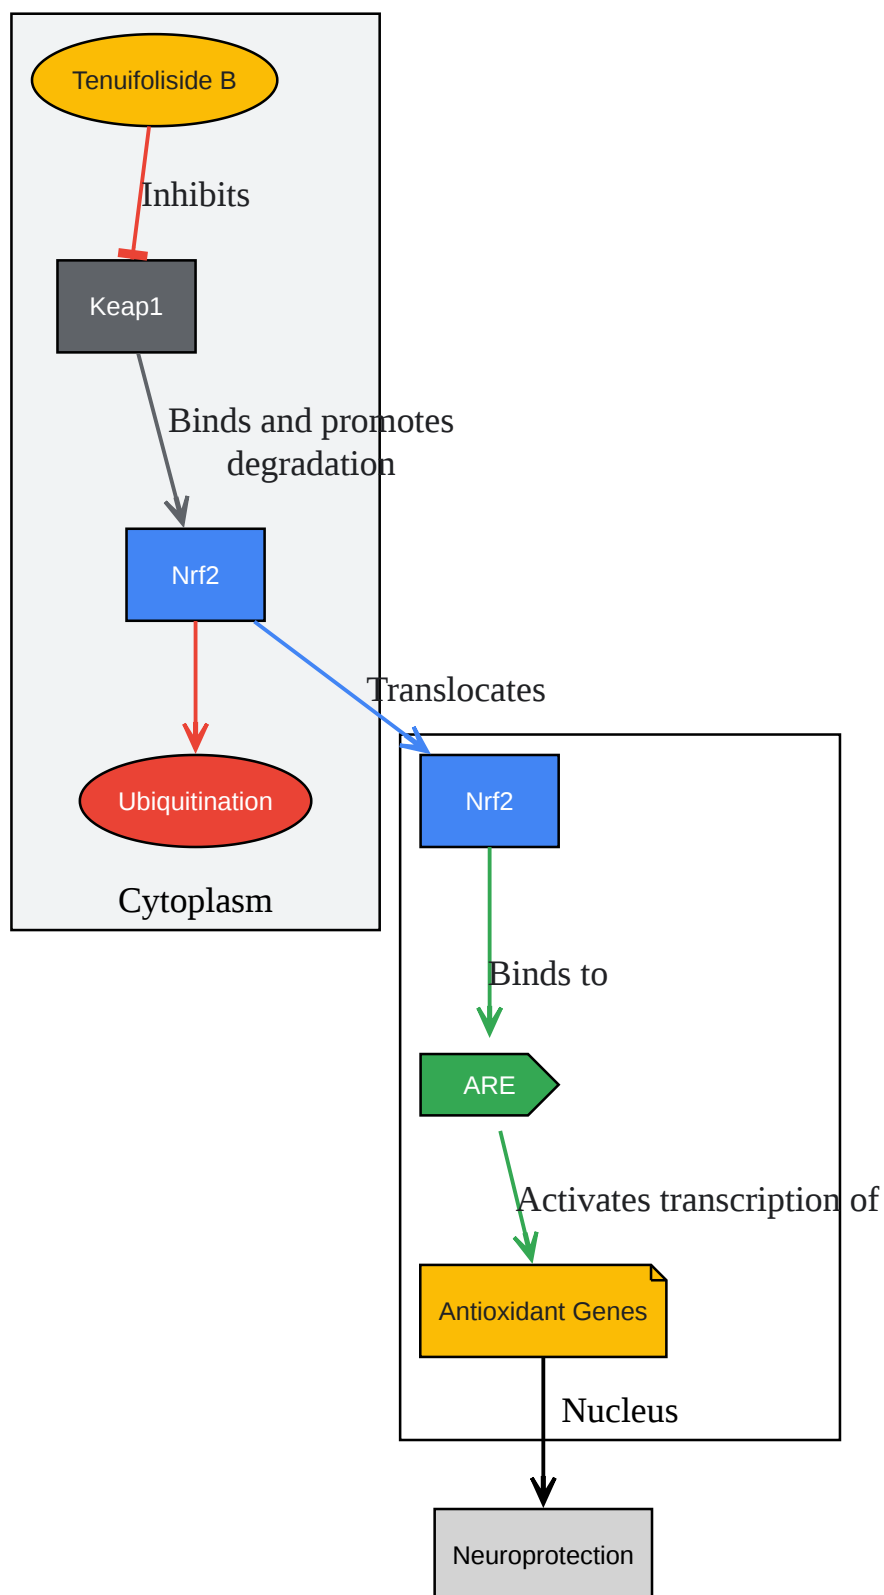 Tenuifoliside B
Inhibits
Keap1
Binds and promotes
degradation
Nrf2
Translocates
Ubiquitination
Nrf2
Cytoplasm
Binds to
ARE
Activates transcription of
Antioxidant Genes
Nucleus
Neuroprotection